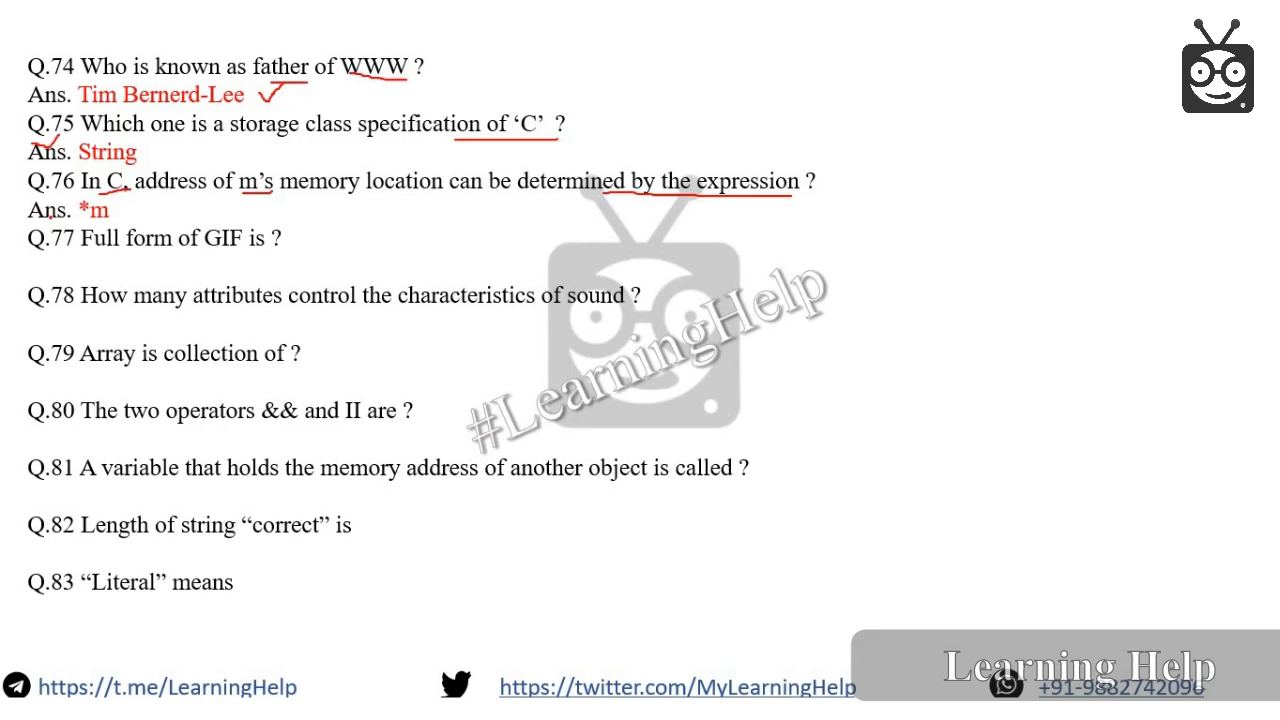 Q.74 Who is known as father of WWW ?
Ans. Tim Bernerd-Lee
Q.75 Which one is a storage class specification of ‘C’ ?
Ans. String
Q.76 In C, address of m’s memory location can be determined by the expression ?
Ans. *m
Q.77 Full form of GIF is ?
Q.78 How many attributes control the characteristics of sound ?
Q.79 Array is collection of ?
#LearningHelp
Q.80 The two operators && and II are ?
Q.81 A variable that holds the memory address of another object is called ?
Q.82 Length of string “correct” is
Q.83 “Literal” means
Learning Help
https://t.me/LearningHelp https://twitter.com/MyLearningHelp +91-9882742096